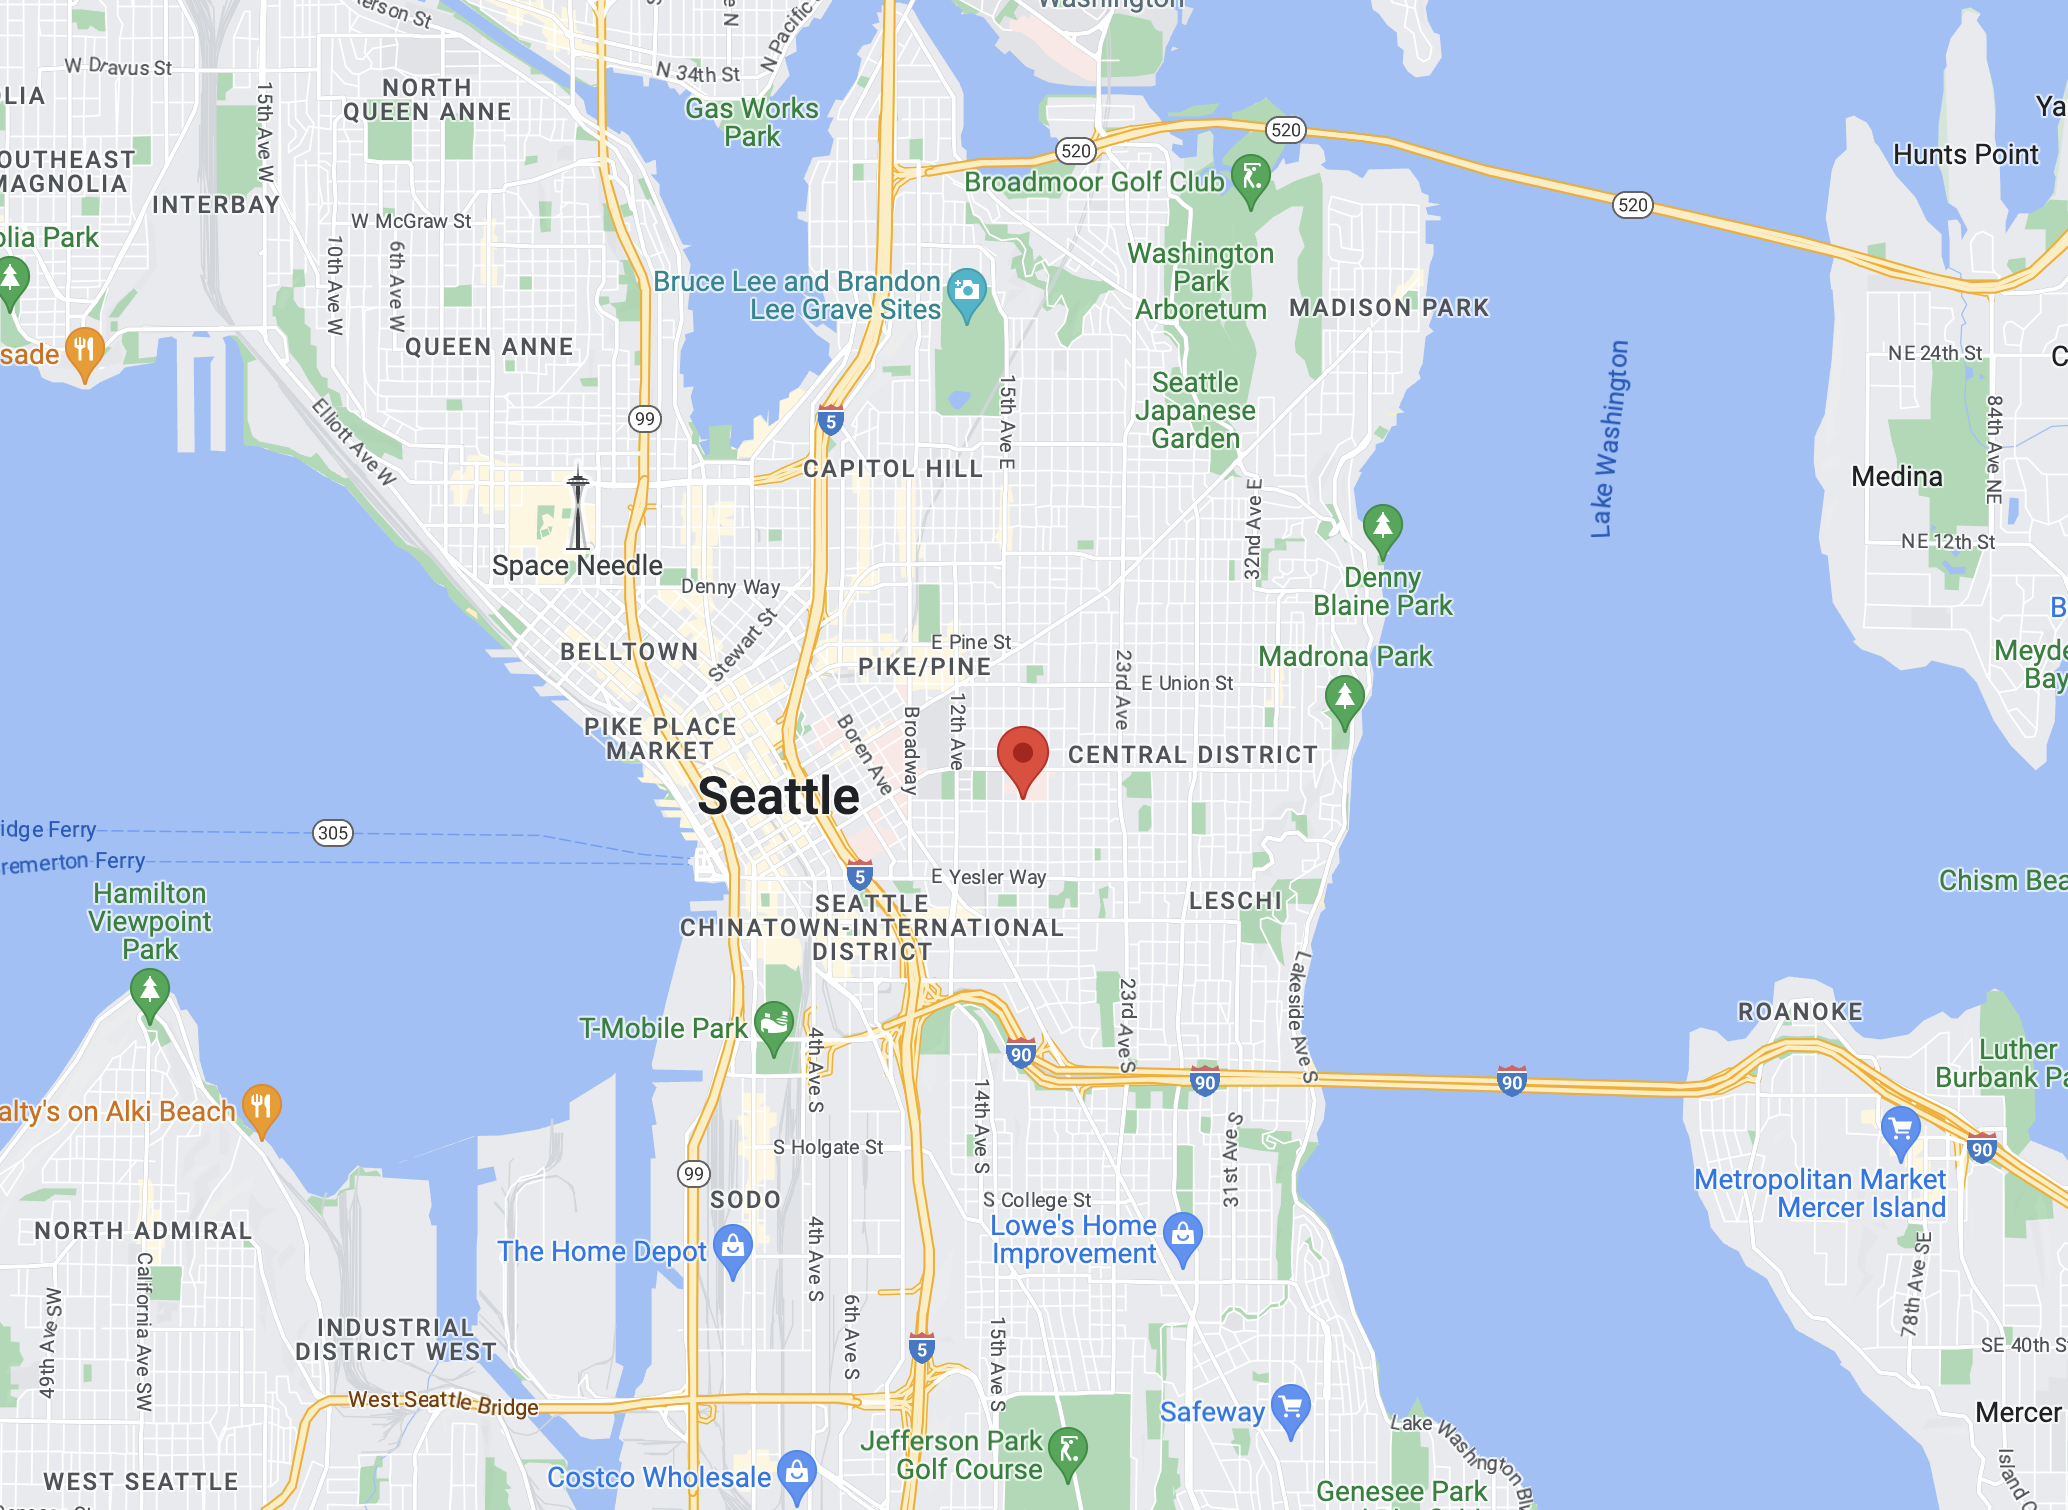 Washington
erson St
W Dravus St
N 34th St
N Pacific
NORTH
QUEEN ANNE
OLIA
15th Ave W
Gas Works
Park
520
520
Ya
Hunts Point
OUTHEAST
MAGNOLIA
INTERBAY
Broadmoor Golf Club
520
W McGraw St
olia Park
10th Ave W
6th Ave W
Washington
Park
Arboretum
Bruce Lee and Brandon
Lee Grave Sites
MADISON PARK
QUEEN ANNE
sade
NE 24th St
C
Lake Washington
Seattle
Japanese
Garden
15th Ave E
84th Ave NE
Elliott Ave W
99
5
CAPITOL HILL
Medina
32nd Ave E
NE 12th St
Space Needle
Denny Way
Denny
Blaine Park
B
Stewart St
E Pine St
BELLTOWN
PIKE/PINE
23rd Ave
E Union St
Madrona Park
Meyde
Bay
PIKE PLACE
MARKET
Boren Ave
Broadway
12th Ave
CENTRAL DISTRICT
Seattle
idge Ferry
305
remerton Ferry
5
E Yesler Way
Chism Bea
Hamilton
Viewpoint
Park
SEATTLE
CHINATOWN-INTERNATIONAL
DISTRICT
LESCHI
Lakeside Ave S
23rd Ave S
ROANOKE
T-Mobile Park
4th Ave S
90
90
90
Luther
Burbank Pa
alty's on Alki Beach
14th Ave S
31st Ave S
S Holgate St
90
99
SODO
S College St
Metropolitan Market
Mercer Island
NORTH ADMIRAL
The Home Depot
Lowe's Home
Improvement
4th Ave S
California Ave SW
49th Ave SW
78th Ave SE
INDUSTRIAL
DISTRICT WEST
6th Ave S
5
15th Ave S
SE 40th S
West Seattle Bridge
Safeway
Mercer
Lake Washington Bl
Jefferson Park
Golf Course
WEST SEATTLE
Costco Wholesale
Genesee Park
Island C